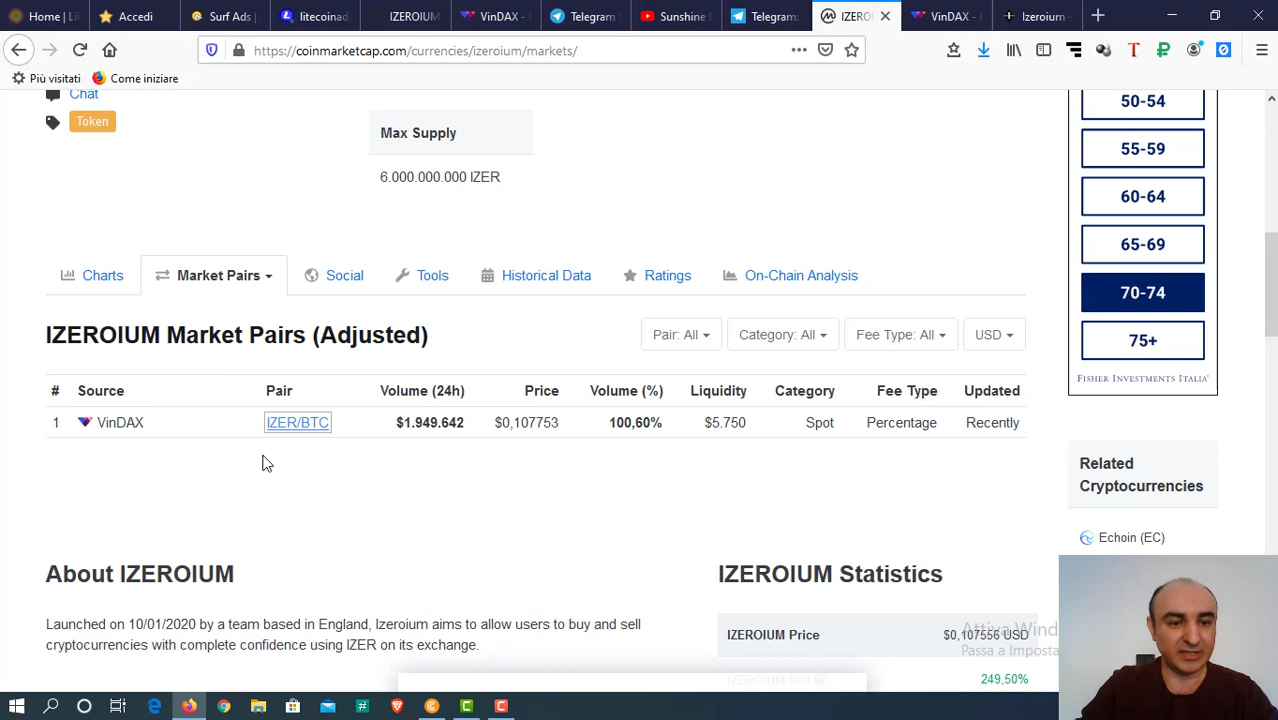 Home | Li
Accedi
Surf Ads |
litecoinad
IZEROIUM
VinDAX -
Telegram
Sunshine
Telegram:
IZEROI
VinDAX -
Izeroium -
https://coinmarketcap.com/currencies/izeroium/markets/
Più visitati
Come iniziare
Chat
Token
Max Supply
6.000.000.000 IZER
Charts
Market Pairs
Social
Tools
Historical Data
Ratings
On-Chain Analysis
IZEROIUM Market Pairs (Adjusted)
Pair: All
Category: All
Fee Type: All
USD
# Source Pair Volume (24h) Price Volume (%) Liquidity Category Fee Type Updated
1 VinDAX IZER/BTC $1.949.642 $0,107753 100,60% $5.750 Spot Percentage Recently
About IZEROIUM
Launched on 10/01/2020 by a team based in England, Izeroium aims to allow users to buy and sell
cryptocurrencies with complete confidence using IZER on its exchange.
IZEROIUM Statistics
IZEROIUM Price $0,107556 USD
IZEROIUM ROI 249,50%
50-54
55-59
60-64
65-69
70-74
75+
FISHER INVESTMENTS ITALIA
Related
Cryptocurrencies
Echoin (EC)
Attiva Wind
Passa a Imposta